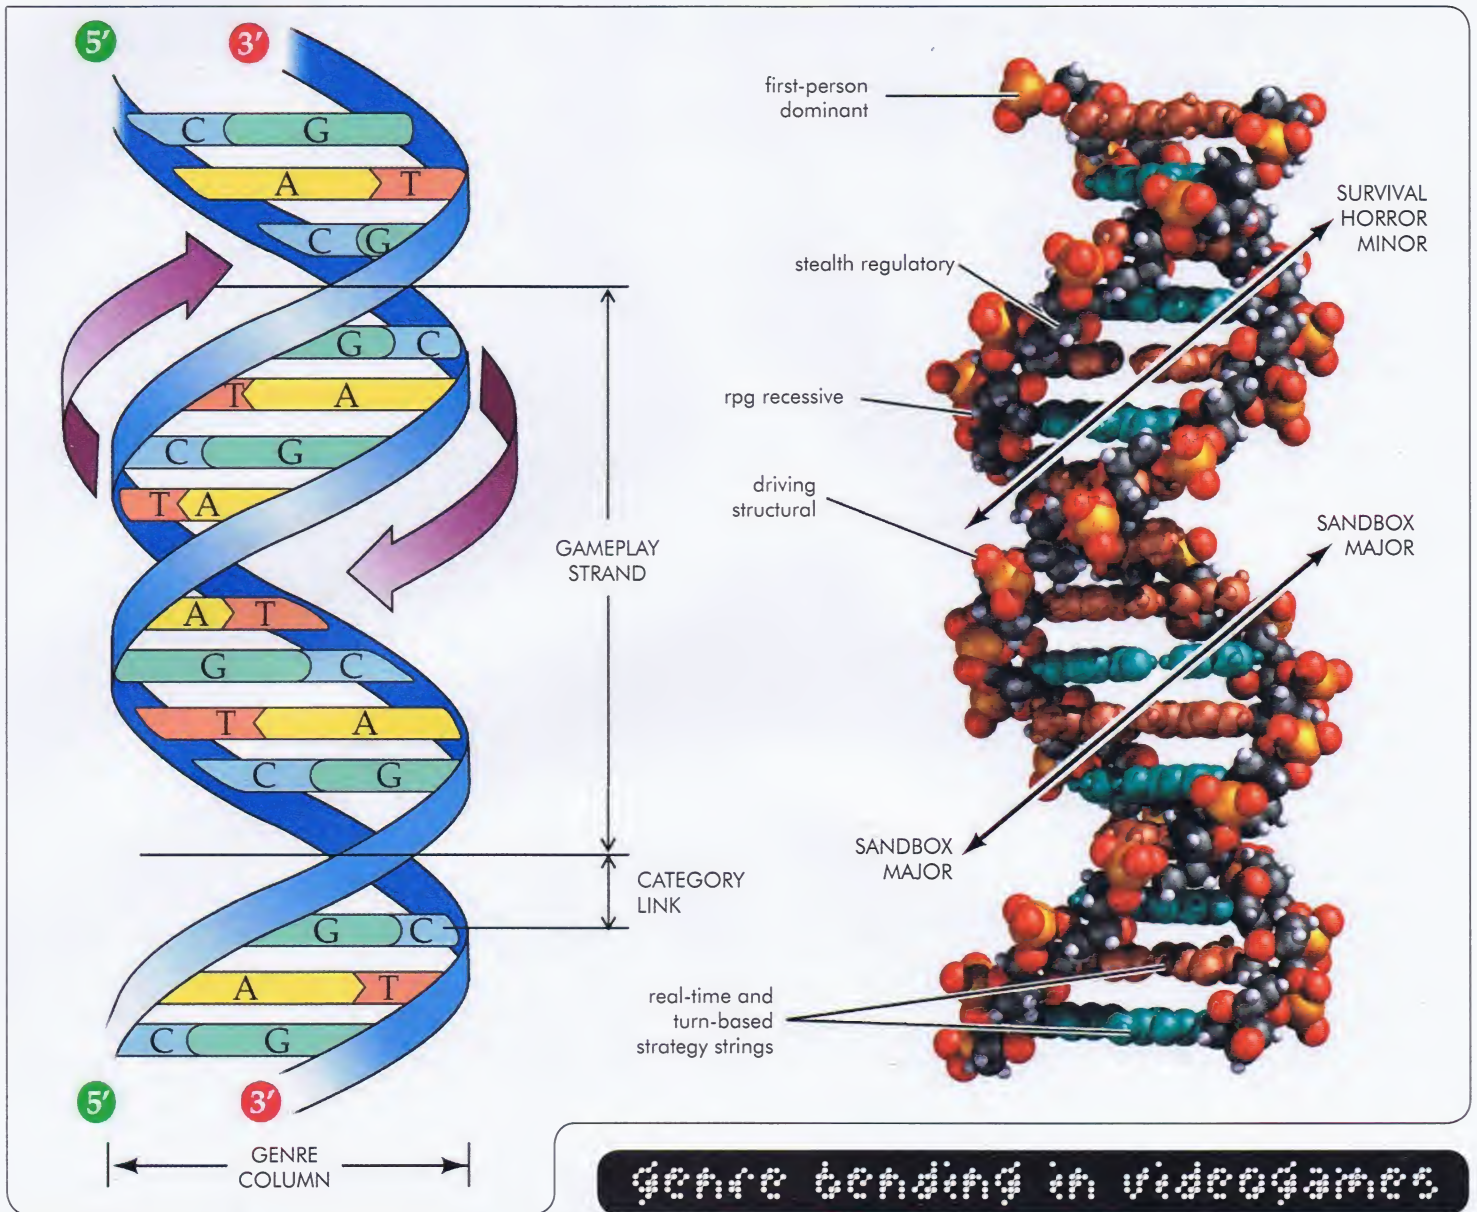 5′ 3′
C G
A T
C G
G C
T A
C G
T A
A T
G C
T A
C G
G C
A T
C G
5′ 3′
GENRE
COLUMN
GAMEPLAY
STRAND
CATEGORY
LINK
first-person
dominant
stealth regulatory
rpg recessive
driving
structural
real-time and
turn-based
strategy strings
SURVIVAL
HORROR
MINOR
SANDBOX
MAJOR
SANDBOX
MAJOR
genre bending in videogames